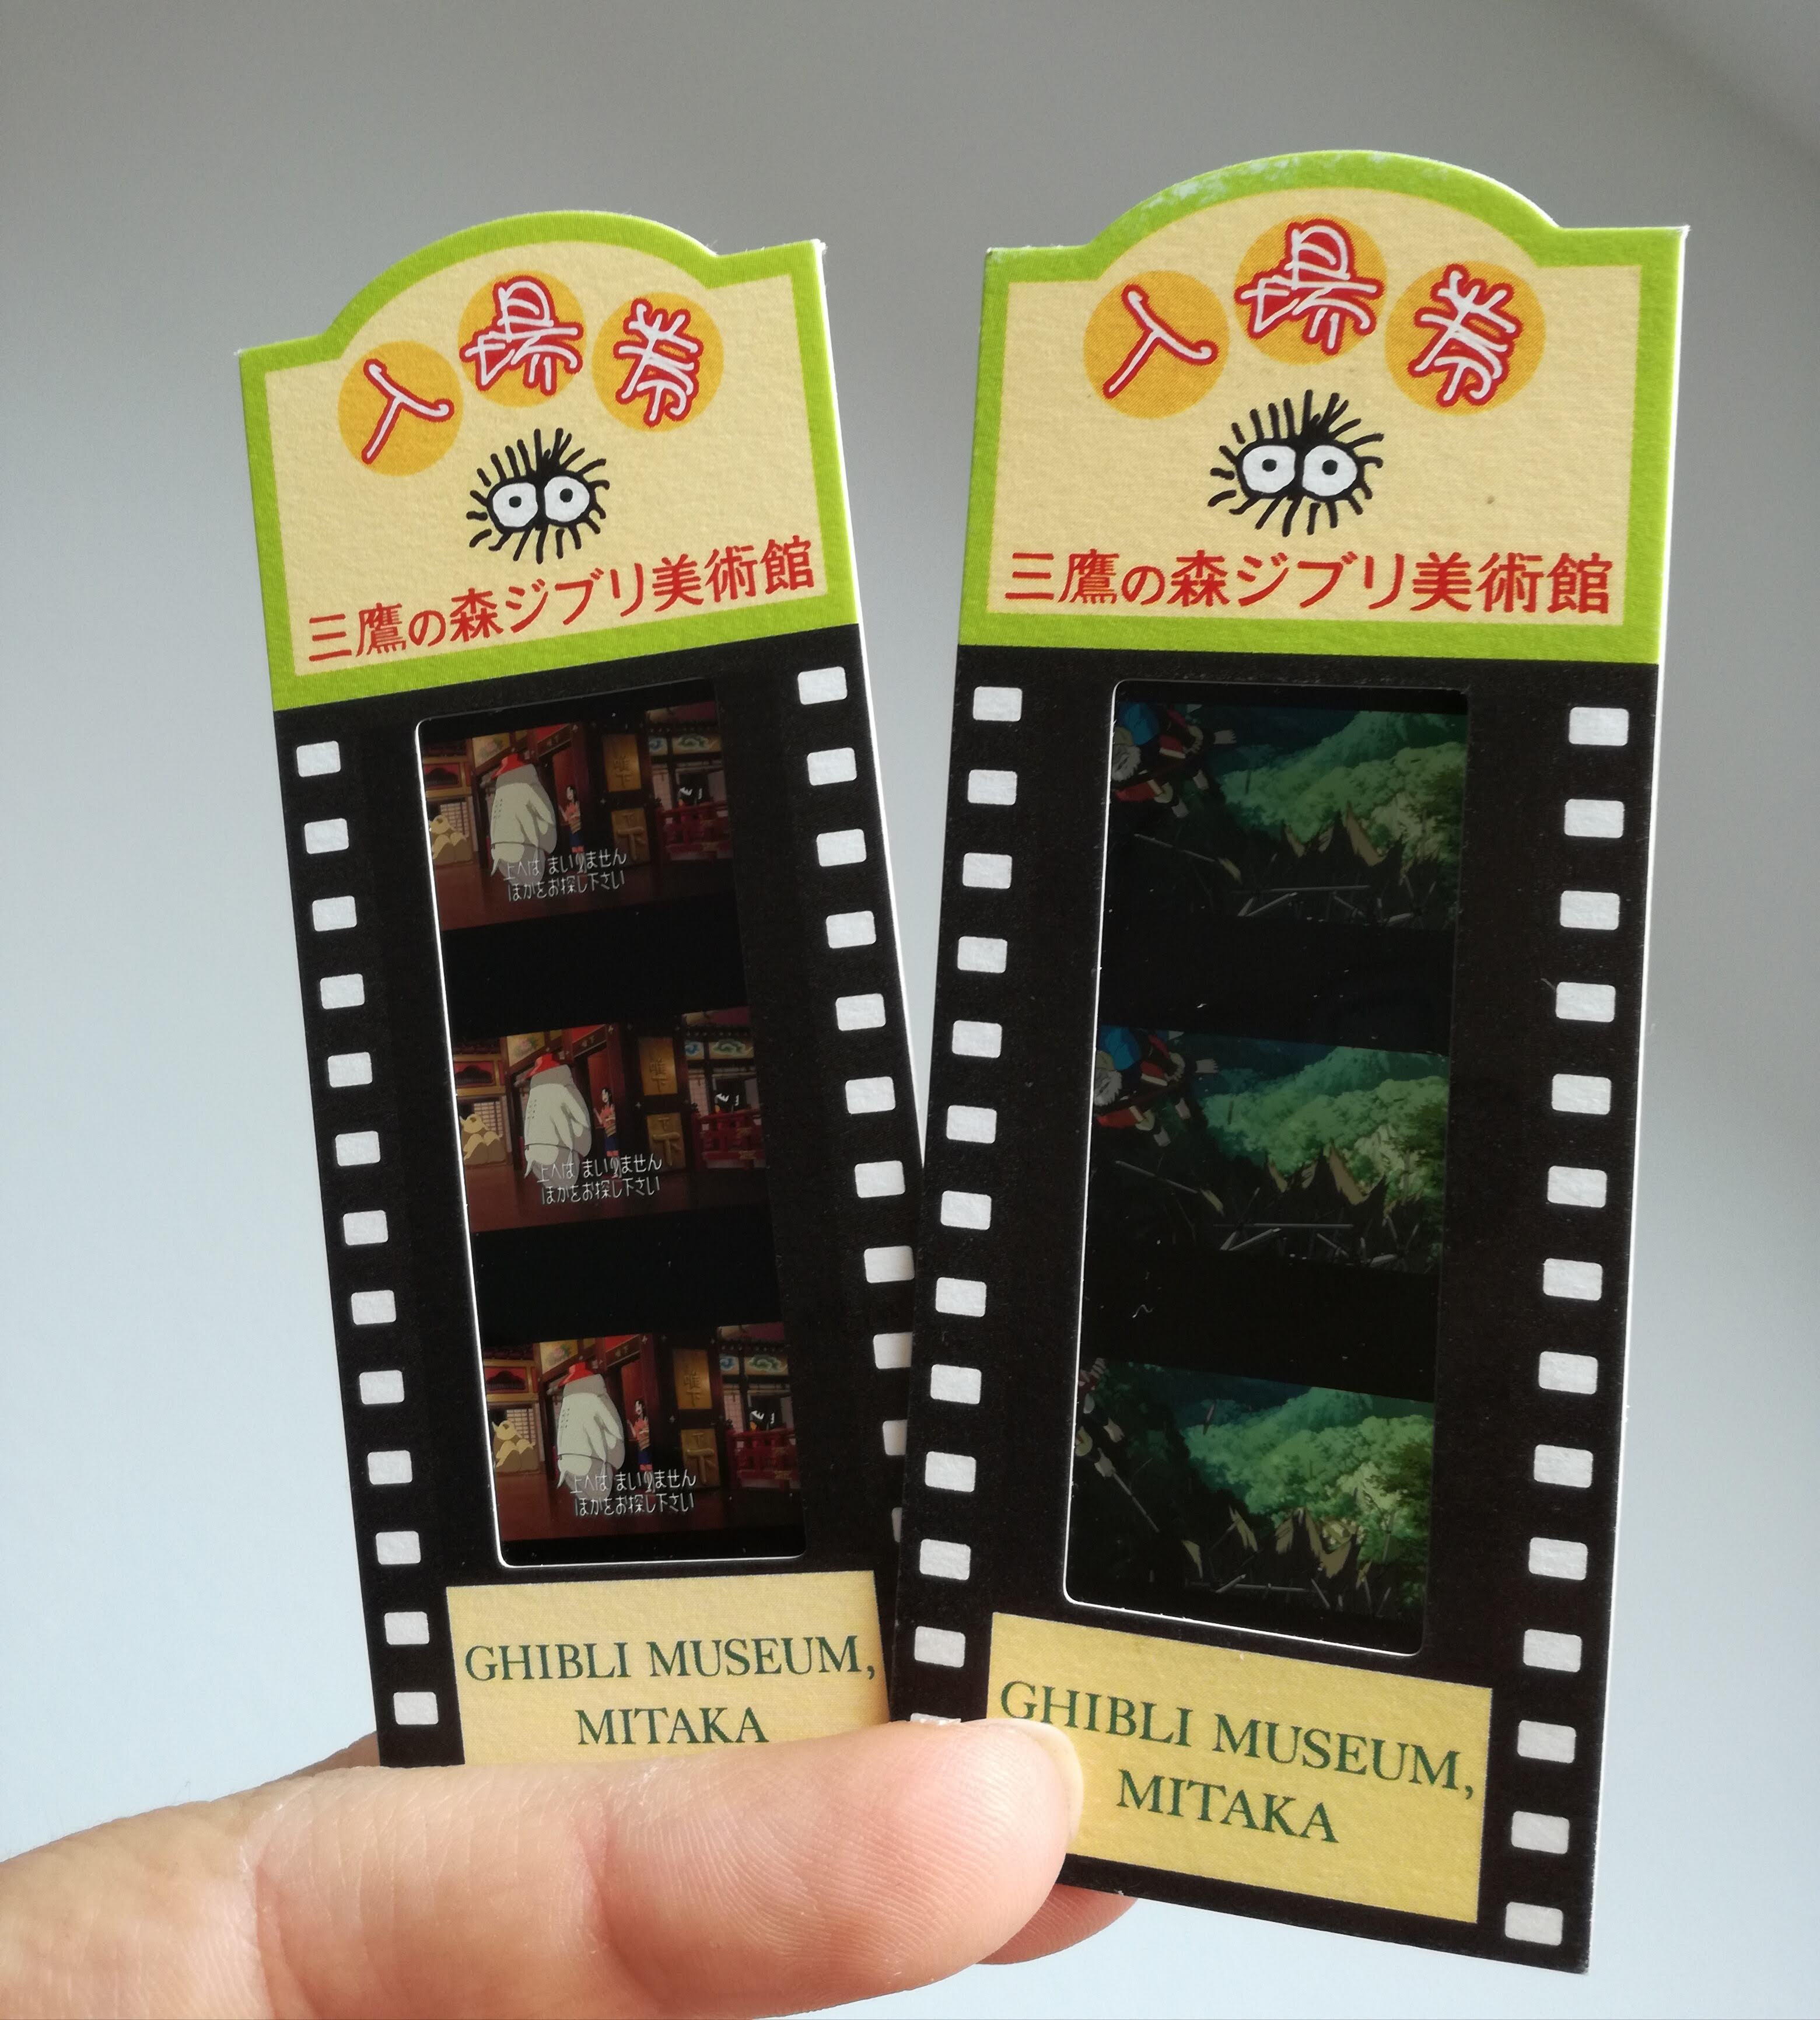 入場券
三鷹の森ジブリ美術館
上へは まいりません
ほかをお探し下さい
上へは まいりません
ほかをお探し下さい
上へは まいりません
ほかをお探し下さい
GHIBLI MUSEUM,
MITAKA
入場券
三鷹の森ジブリ美術館
GHIBLI MUSEUM,
MITAKA